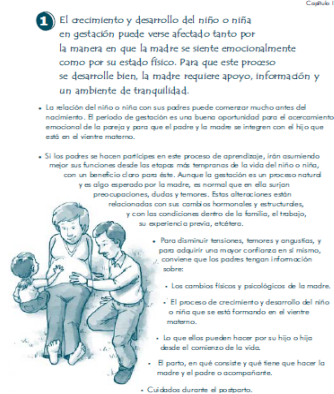 Capítulo 1
1 El crecimiento y desarrollo del niño o niña
en gestación puede verse afectado tanto por
la manera en que la madre se siente emocionalmente
como por su estado físico. Para que este proceso
se desarrolle bien, la madre requiere apoyo, información y
un ambiente de tranquilidad.
• La relación del niño o niña con sus padres puede comenzar mucho antes del
nacimiento. El período de gestación es una buena oportunidad para el acercamiento
emocional de la pareja y para que el padre y la madre se integren con el hijo que
está en el vientre materno.
• Si los padres se hacen partícipes en este proceso de aprendizaje, irán asumiendo
mejor sus funciones desde las etapas más tempranas de la vida del niño o niña,
con un beneficio claro para éste. Aunque la gestación es un proceso natural
y es algo esperado por la madre, es normal que en ella surjan
preocupaciones, dudas y temores. Estas alteraciones están
relacionadas con sus cambios hormonales y estructurales,
y con las condiciones dentro de la familia, el trabajo,
su experiencia previa, etcétera.
• Para disminuir tensiones, temores y angustias, y
para adquirir una mayor confianza en sí mismo,
conviene que los padres tengan información
sobre:
• Los cambios físicos y psicológicos de la madre.
• El proceso de crecimiento y desarrollo del niño
o niña que se está formando en el vientre
materno.
• Lo que ellos pueden hacer por su hijo o hija
desde el comienzo de la vida.
• El parto, en qué consiste y qué tiene que hacer la
madre y el padre o acompañante.
• Cuidados durante el postparto.